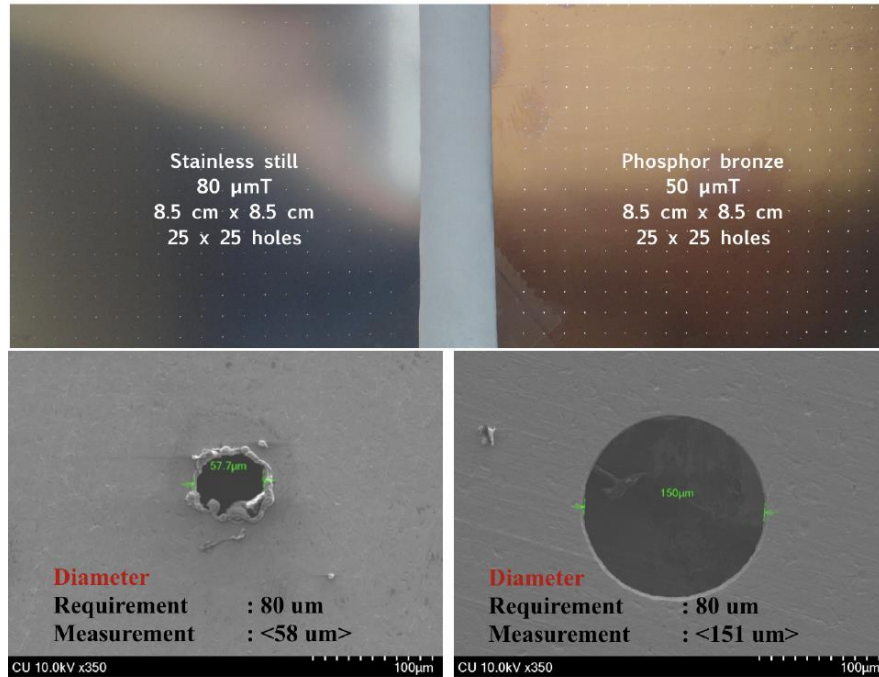 Stainless still
80 µmT
8.5 cm x 8.5 cm
25 x 25 holes
Phosphor bronze
50 µmT
8.5 cm x 8.5 cm
25 x 25 holes
57.7µm
Diameter
Requirement : 80 um
Measurement : <58 um>
CU 10.0kV x350 100µm
150µm
Diameter
Requirement : 80 um
Measurement : <151 um>
CU 10.0kV x350 100µm